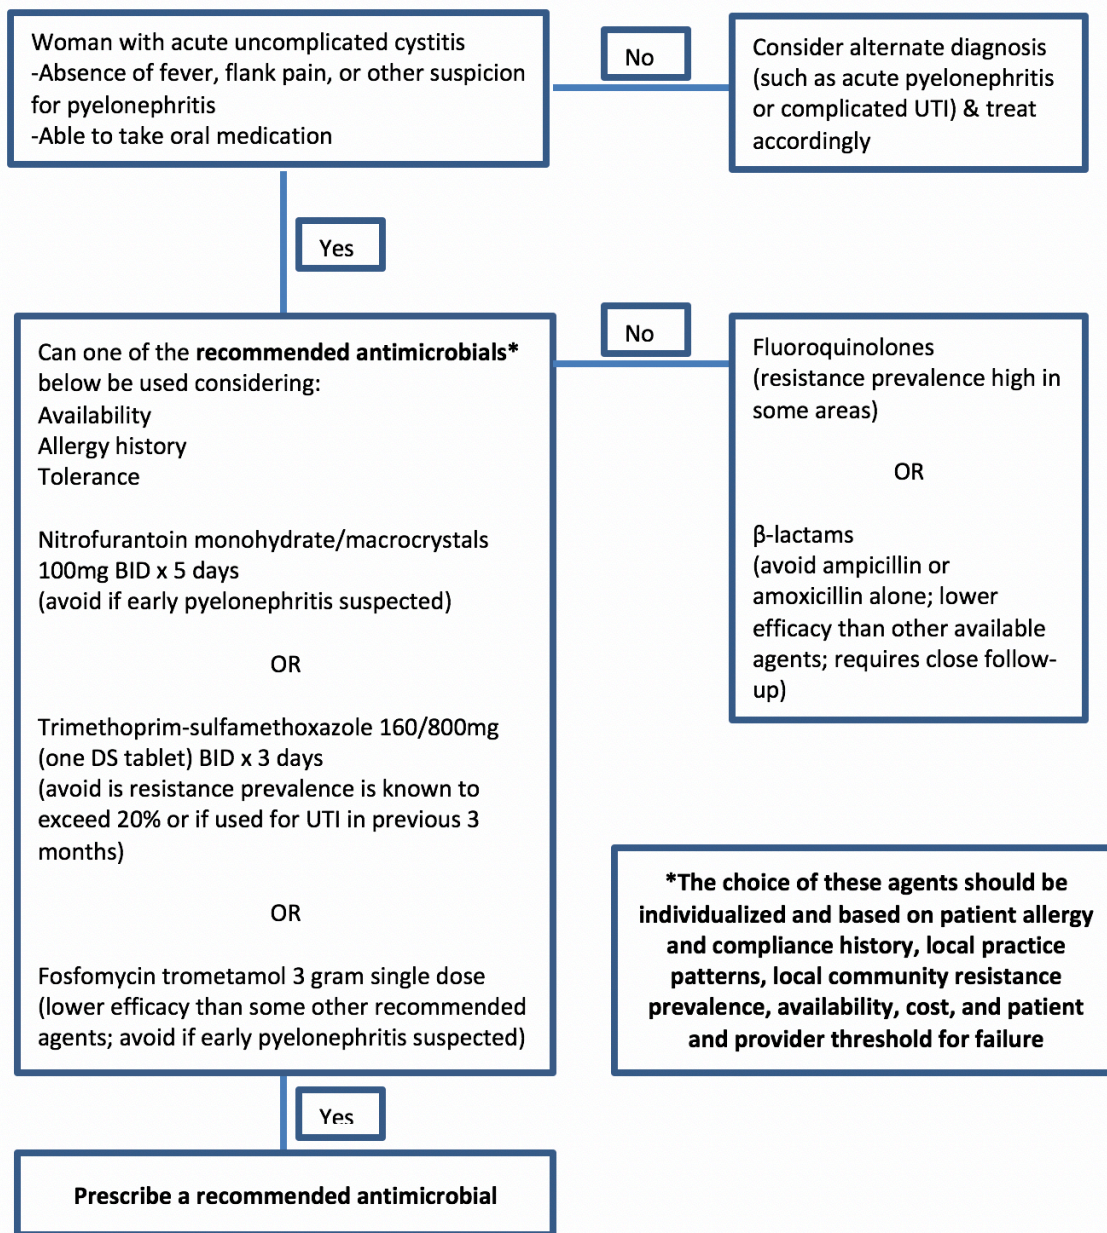 Woman with acute uncomplicated cystitis
-Absence of fever, flank pain, or other suspicion
for pyelonephritis
-Able to take oral medication
No
Consider alternate diagnosis
(such as acute pyelonephritis
or complicated UTI) & treat
accordingly
Yes
Can one of the recommended antimicrobials*
below be used considering:
Availability
Allergy history
Tolerance
Nitrofurantoin monohydrate/macrocrystals
100mg BID x 5 days
(avoid if early pyelonephritis suspected)
OR
Trimethoprim-sulfamethoxazole 160/800mg
(one DS tablet) BID x 3 days
(avoid is resistance prevalence is known to
exceed 20% or if used for UTI in previous 3
months)
OR
Fosfomycin trometamol 3 gram single dose
(lower efficacy than some other recommended
agents; avoid if early pyelonephritis suspected)
No
Fluoroquinolones
(resistance prevalence high in
some areas)
OR
β-lactams
(avoid ampicillin or
amoxicillin alone; lower
efficacy than other available
agents; requires close follow-
up)
*The choice of these agents should be
individualized and based on patient allergy
and compliance history, local practice
patterns, local community resistance
prevalence, availability, cost, and patient
and provider threshold for failure
Yes
Prescribe a recommended antimicrobial